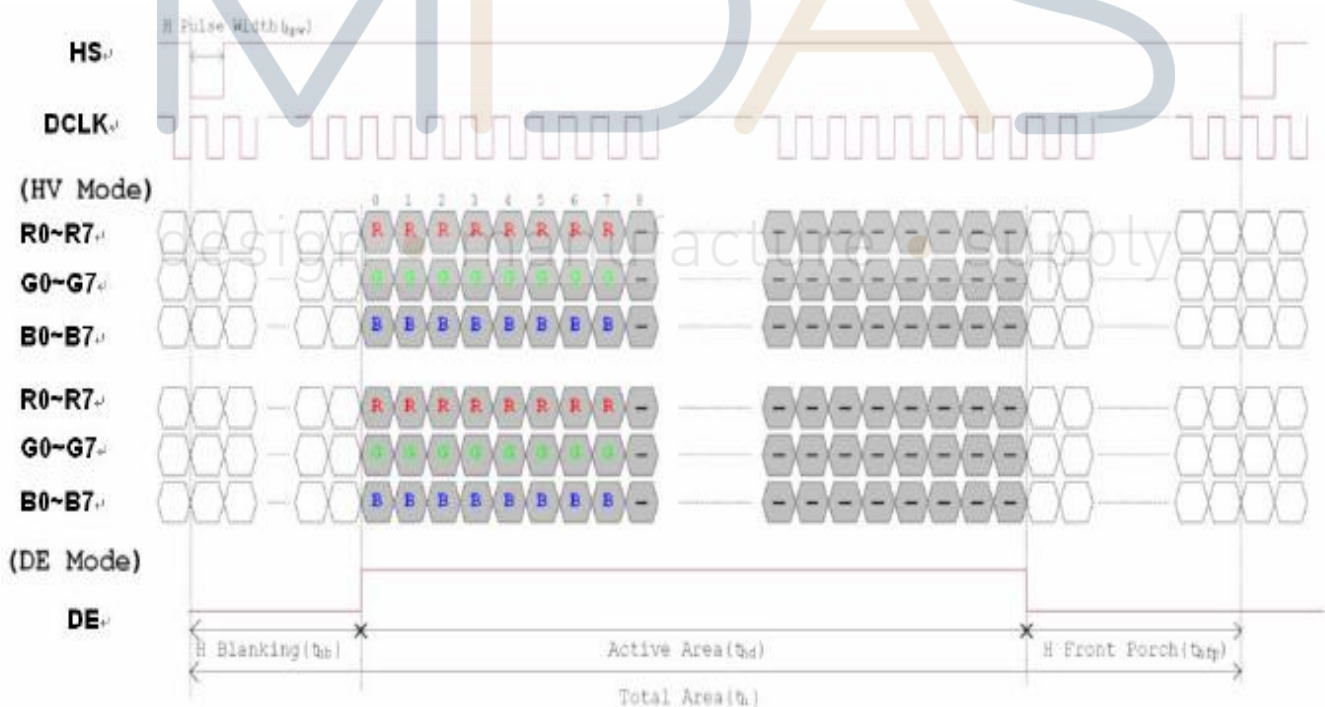 MIDAS
H Pulse Width(thpw)
HS
DCLK
(HV Mode)
0 1 2 3 4 5 6 7 8
R0~R7 R R R R R R R R - - - - - - - - -
design • manufacture • supply
G0~G7 G G G G G G G G - - - - - - - - -
B0~B7 B B B B B B B B - - - - - - - - -
R0~R7 R R R R R R R R - - - - - - - - -
G0~G7 G G G G G G G G - - - - - - - - -
B0~B7 B B B B B B B B - - - - - - - - -
(DE Mode)
DE
H Blanking(thb) Active Area(thd) H Front Porch(thfp)
Total Area(th)